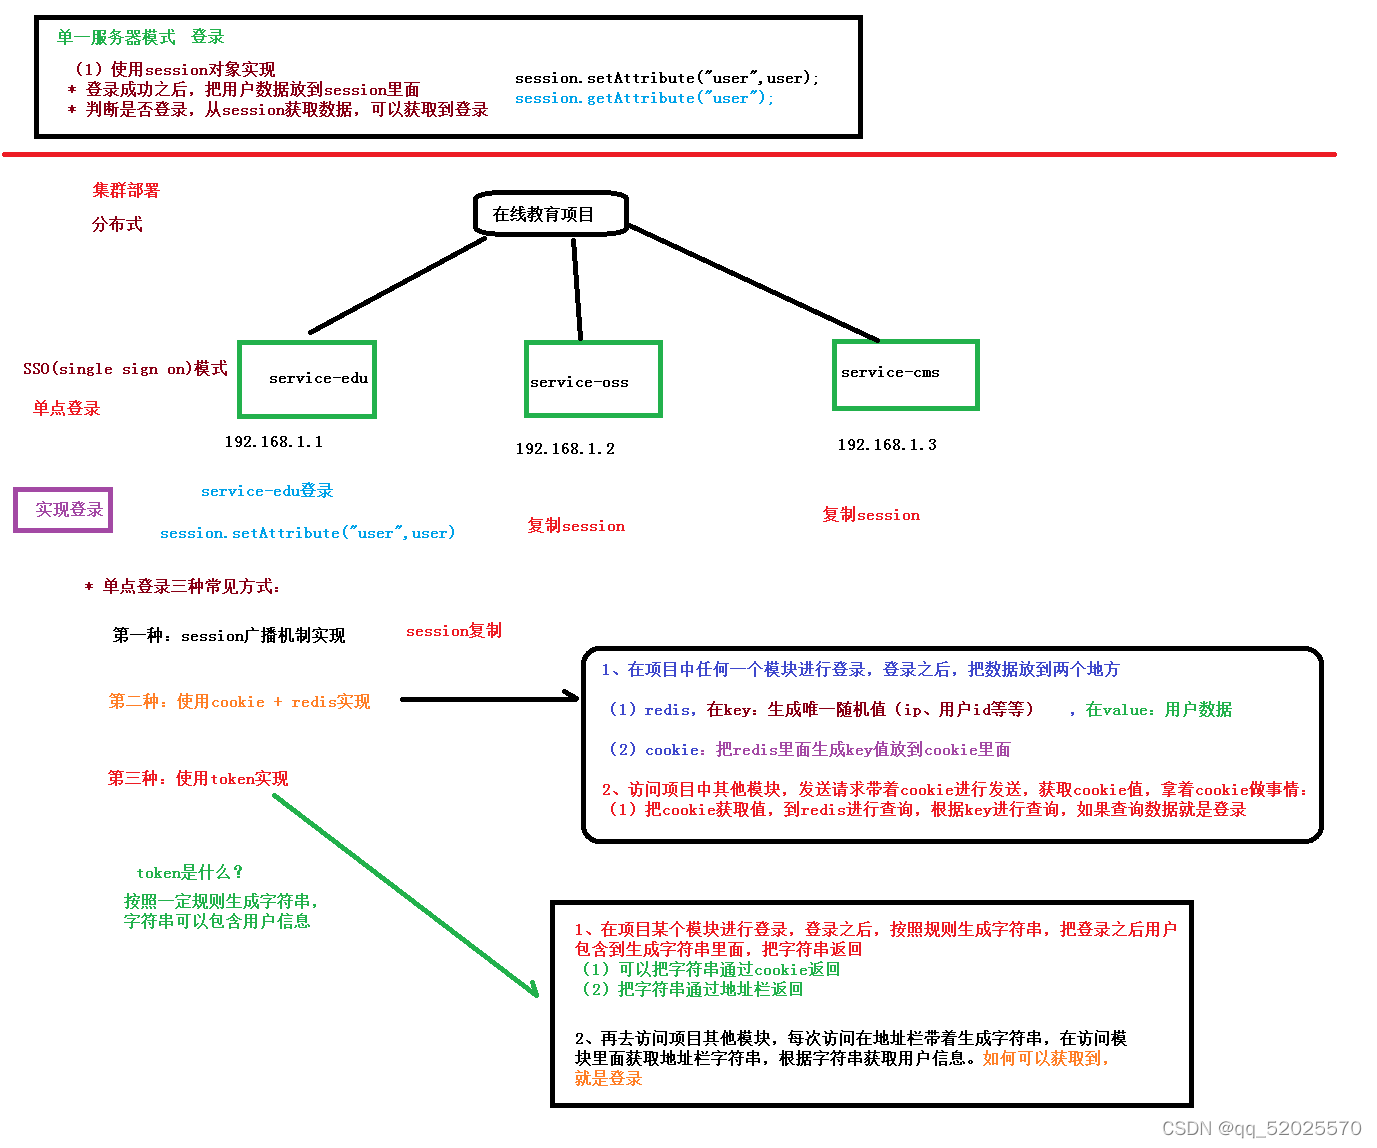 单一服务器模式 登录
（1）使用session对象实现
* 登录成功之后，把用户数据放到session里面
* 判断是否登录，从session获取数据，可以获取到登录
session.setAttribute("user",user);
session.getAttribute("user");
集群部署
分布式
在线教育项目
SSO(single sign on)模式
单点登录
service-edu
service-oss
service-cms
192.168.1.1
192.168.1.2
192.168.1.3
实现登录
service-edu登录
session.setAttribute("user",user)
复制session
复制session
* 单点登录三种常见方式：
第一种：session广播机制实现
session复制
第二种：使用cookie + redis实现
1、在项目中任何一个模块进行登录，登录之后，把数据放到两个地方
（1）redis，在key：生成唯一随机值（ip、用户id等等） ，在value：用户数据
（2）cookie：把redis里面生成key值放到cookie里面
2、访问项目中其他模块，发送请求带着cookie进行发送，获取cookie值，拿着cookie做事情：
（1）把cookie获取值，到redis进行查询，根据key进行查询，如果查询数据就是登录
第三种：使用token实现
token是什么？
按照一定规则生成字符串，
字符串可以包含用户信息
1、在项目某个模块进行登录，登录之后，按照规则生成字符串，把登录之后用户
包含到生成字符串里面，把字符串返回
（1）可以把字符串通过cookie返回
（2）把字符串通过地址栏返回
2、再去访问项目其他模块，每次访问在地址栏带着生成字符串，在访问模
块里面获取地址栏字符串，根据字符串获取用户信息。如何可以获取到，
就是登录
CSDN @qq_52025570